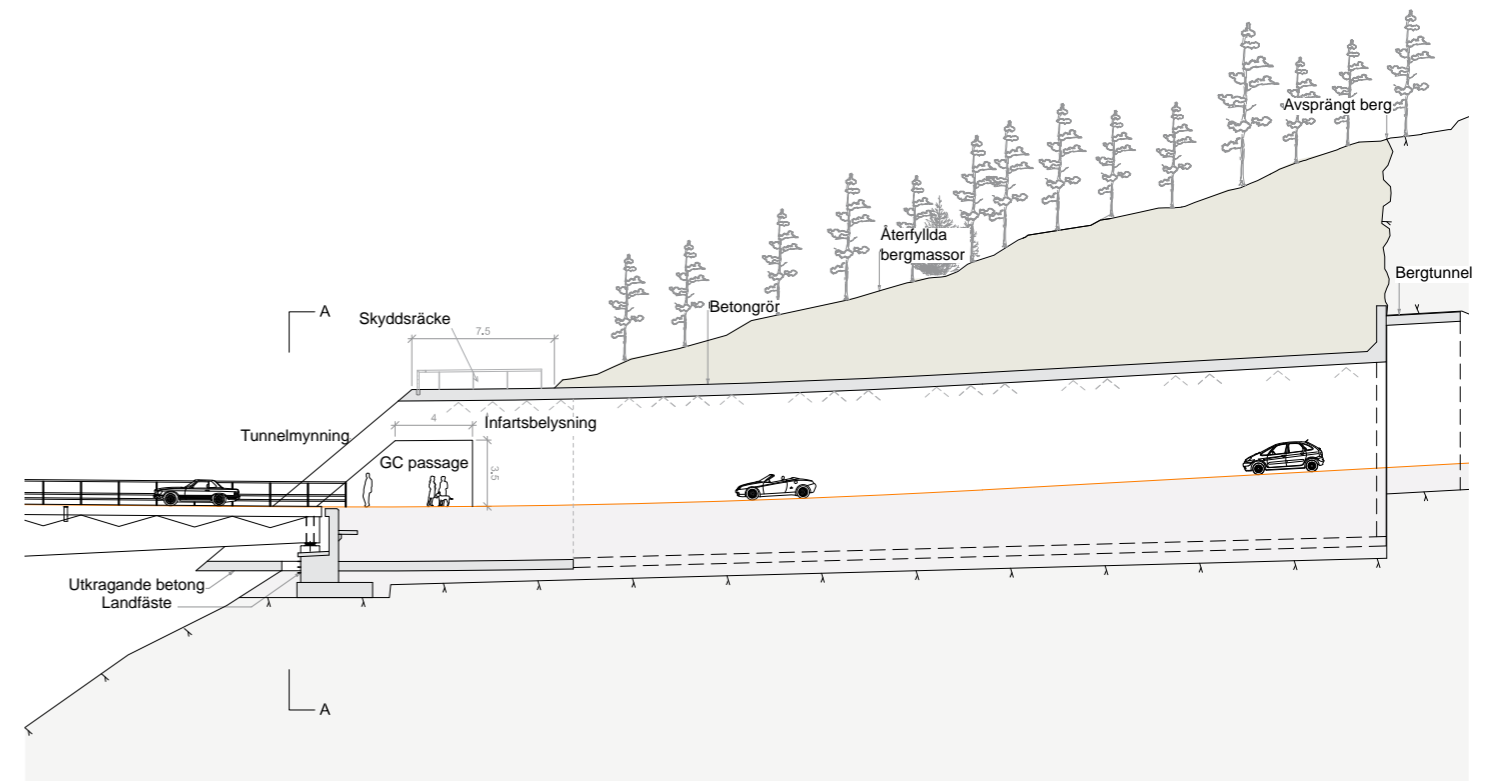 Avsprängt berg
Återfyllda
bergmassor
Bergtunnel
Betongrör
A
Skyddsräcke
7.5
4
Infartsbelysning
Tunnelmynning
GC passage
3.5
Utkragande betong
Landfäste
A